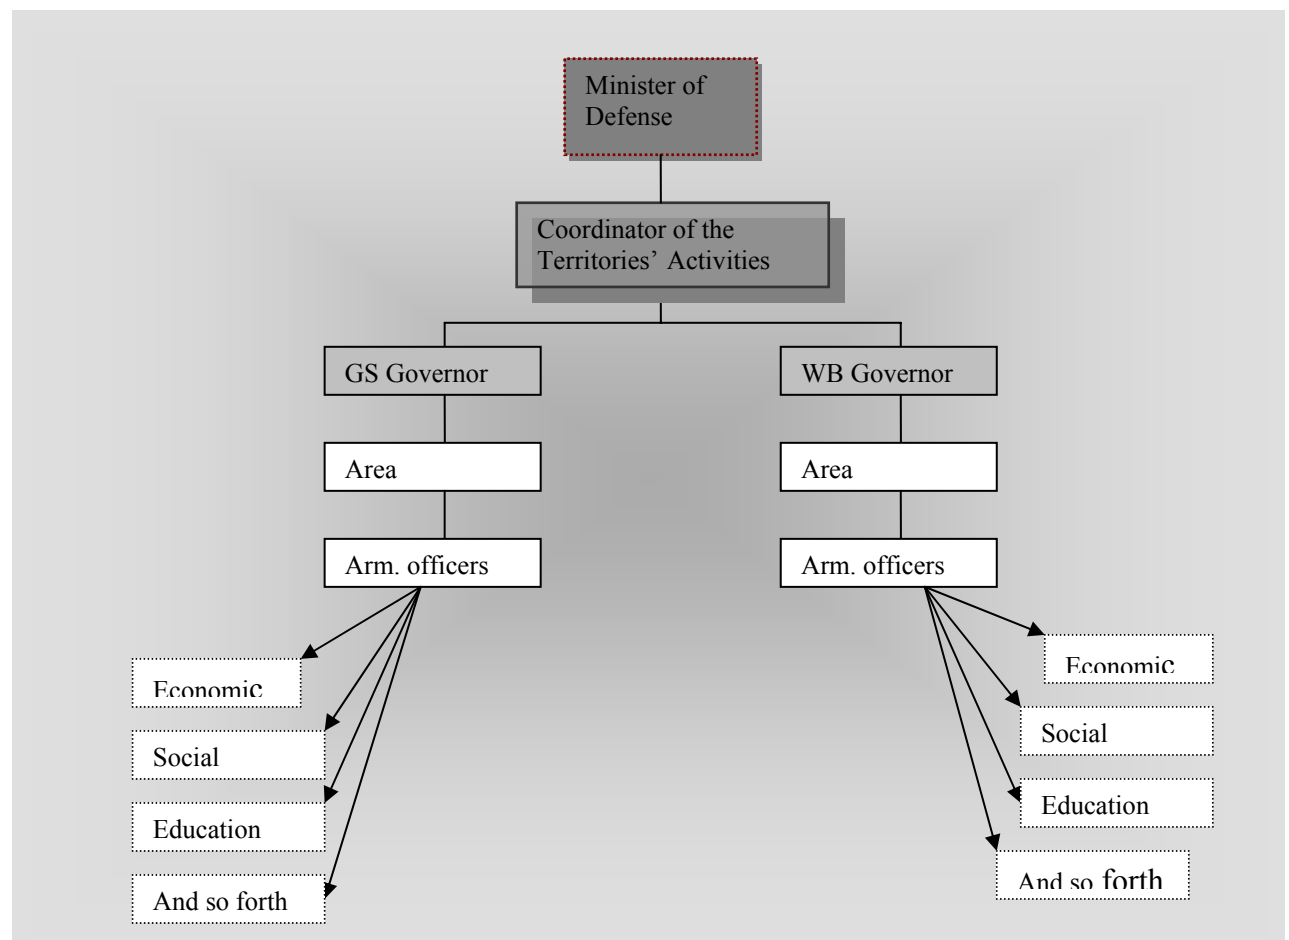 Minister of
Defense
Coordinator of the
Territories’ Activities
GS Governor
WB Governor
Area
Area
Arm. officers
Arm. officers
Economic
Social
Education
And so forth
Economic
Social
Education
And so forth